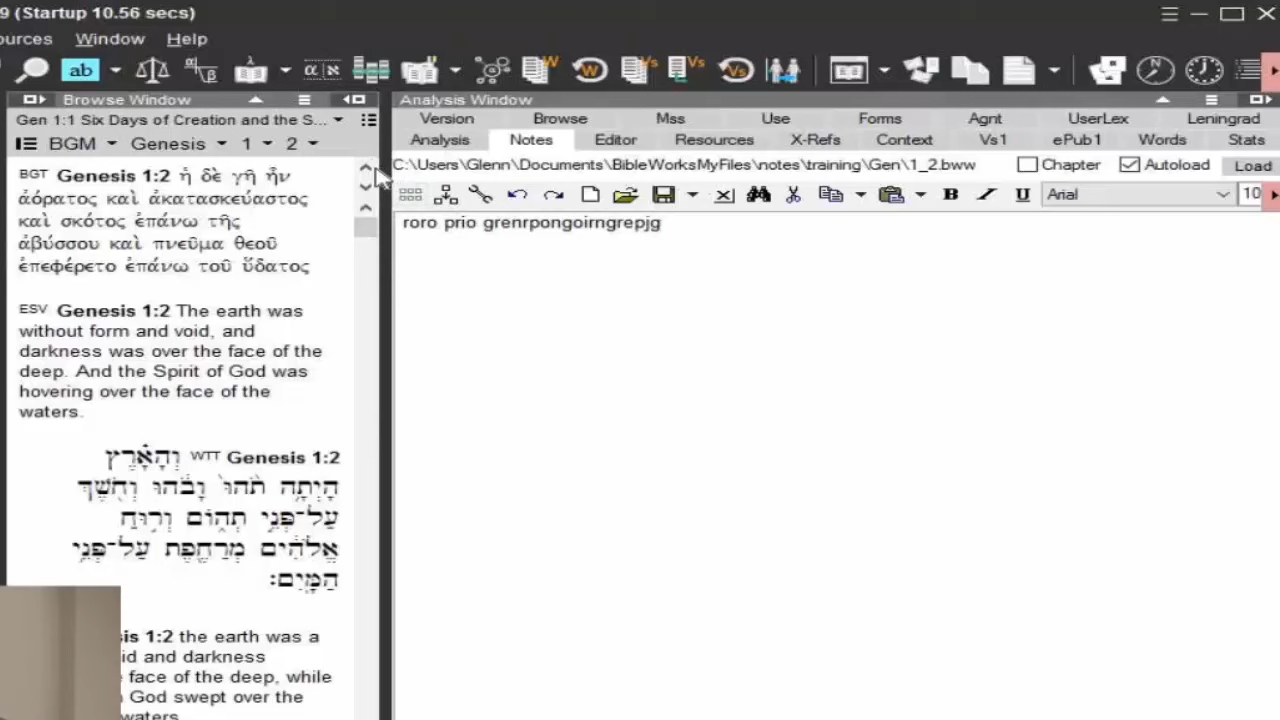 9 (Startup 10.56 secs)
ources Window Help
Browse Window
Analysis Window
Gen 1:1 Six Days of Creation and the S...
BGM Genesis 1 2
Version Browse Mss Use Forms Agnt UserLex Leningrad
Analysis Notes Editor Resources X-Refs Context Vs1 ePub1 Words Stats
C:\Users\Glenn\Documents\BibleWorksMyFiles\notes\training\Gen\1_2.bww Chapter Autoload Load
B U Arial 10
roro prio grenrpongoirngrepjg
BGT Genesis 1:2 ἡ δὲ γῆ ἦν
ἀόρατος καὶ ἀκατασκεύαστος
καὶ σκότος ἐπάνω τῆς
ἀβύσσου καὶ πνεῦμα θεοῦ
ἐπεφέρετο ἐπάνω τοῦ ὕδατος
ESV Genesis 1:2 The earth was
without form and void, and
darkness was over the face of the
deep. And the Spirit of God was
hovering over the face of the
waters.
WTT Genesis 1:2 וְהָאָ֗רֶץ
הָיְתָ֥ה תֹ֙הוּ֙ וָבֹ֔הוּ וְחֹ֖שֶׁךְ
עַל־פְּנֵ֣י תְה֑וֹם וְר֣וּחַ
אֱלֹהִ֔ים מְרַחֶ֖פֶת עַל־פְּנֵ֥י
הַמָּֽיִם׃
sis 1:2 the earth was a
id and darkness
face of the deep, while
God swept over the
waters